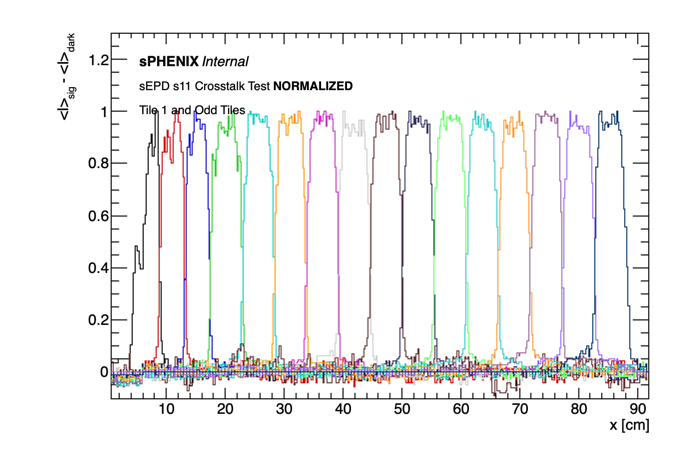 <I>sig - <I>dark
sPHENIX Internal
sEPD s11 Crosstalk Test NORMALIZED
Tile 1 and Odd Tiles
1.2
1
0.8
0.6
0.4
0.2
0
10 20 30 40 50 60 70 80 90
x [cm]